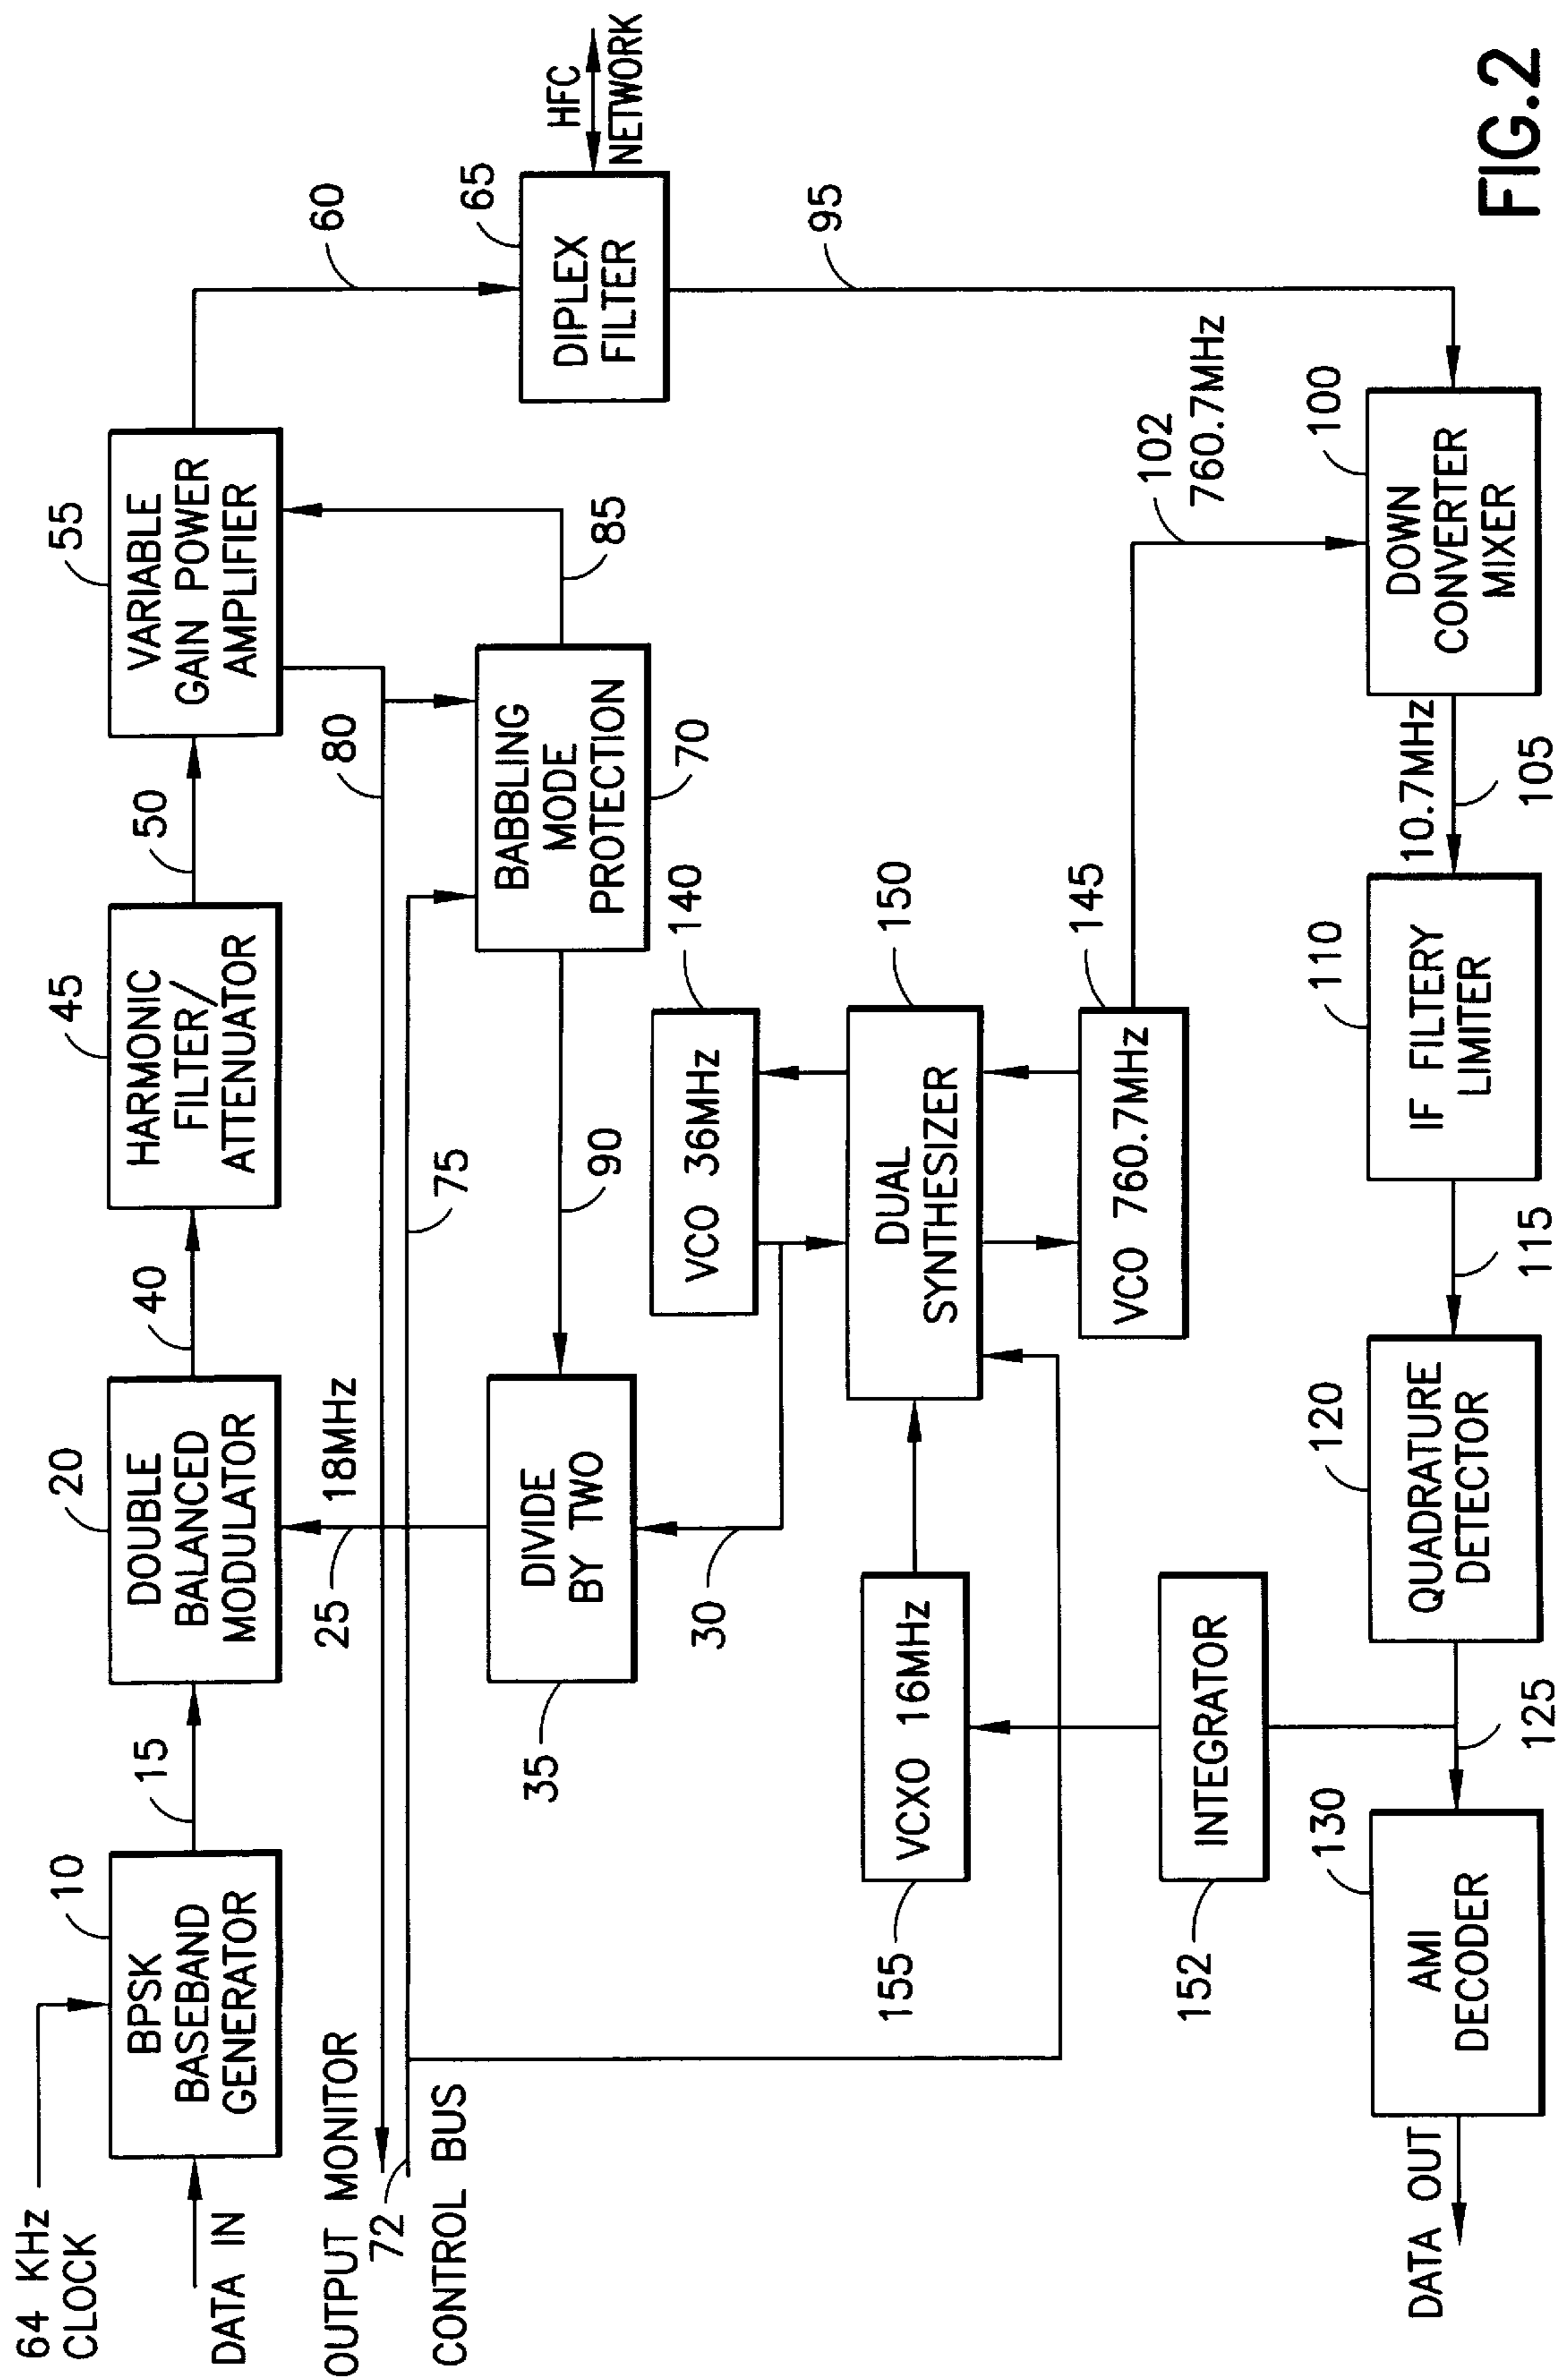 64 KHz
CLOCK
DATA IN
10
BPSK
BASEBAND
GENERATOR
15
20
DOUBLE
BALANCED
MODULATOR
40
45
HARMONIC
FILTER/
ATTENUATOR
50
55
VARIABLE
GAIN POWER
AMPLIFIER
60
65
DIPLEX
FILTER
HFC
NETWORK
OUTPUT MONITOR
72
CONTROL BUS
25
18MHz
75
80
85
BABBLING
MODE
PROTECTION
70
90
DIVIDE
BY TWO
35
30
VCO 36MHz
140
DUAL
SYNTHESIZER
150
VCO 760.7MHz
145
VCXO 16MHz
155
INTEGRATOR
152
95
102
760.7MHz
100
DOWN
CONVERTER
MIXER
10.7MHz
105
110
IF FILTERY
LIMITER
115
120
QUADRATURE
DETECTOR
125
130
AMI
DECODER
DATA OUT
FIG.2